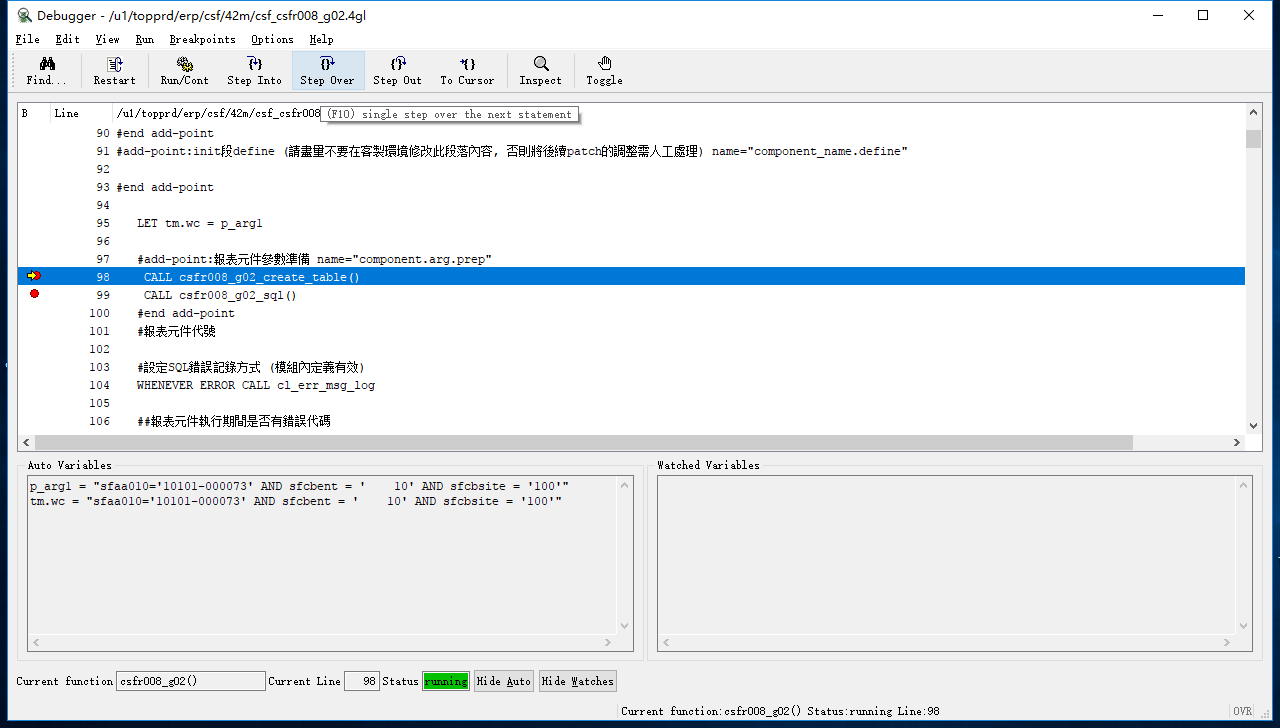 Debugger - /u1/topprd/erp/csf/42m/csf_csfr008_g02.4gl
File Edit View Run Breakpoints Options Help
Find... Restart Run/Cont Step Into Step Over Step Out To Cursor Inspect Toggle
B Line /u1/topprd/erp/csf/42m/csf_csfr008
(F10) single step over the next statement
90 #end add-point
91 #add-point:init段define (請盡量不要在客製環境修改此段落內容, 否則將後續patch的調整需人工處理) name="component_name.define"
92
93 #end add-point
94
95 LET tm.wc = p_arg1
96
97 #add-point:報表元件參數準備 name="component.arg.prep"
98 CALL csfr008_g02_create_table()
99 CALL csfr008_g02_sql()
100 #end add-point
101 #報表元件代號
102
103 #設定SQL錯誤記錄方式 (模組內定義有效)
104 WHENEVER ERROR CALL cl_err_msg_log
105
106 ##報表元件執行期間是否有錯誤代碼
Auto Variables
p_arg1 = "sfaa010='10101-000073' AND sfcbent = '    10' AND sfcbsite = '100'"
tm.wc = "sfaa010='10101-000073' AND sfcbent = '    10' AND sfcbsite = '100'"
Watched Variables
Current function csfr008_g02() Current Line 98 Status running Hide Auto Hide Watches
Current function:csfr008_g02() Status:running Line:98
OVR